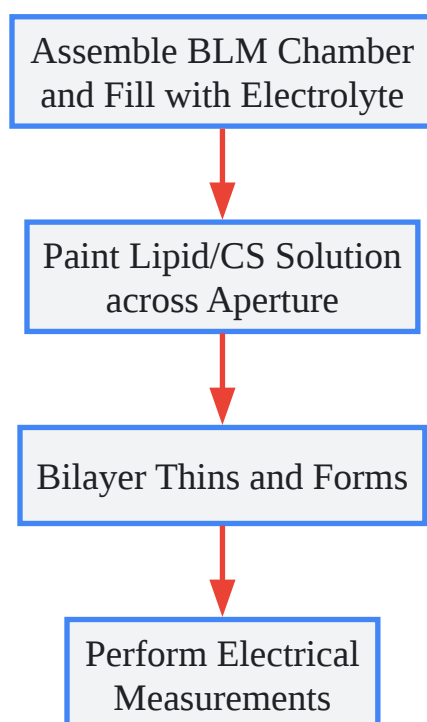 Assemble BLM Chamber
and Fill with Electrolyte
Paint Lipid/CS Solution
across Aperture
Bilayer Thins and Forms
Perform Electrical
Measurements